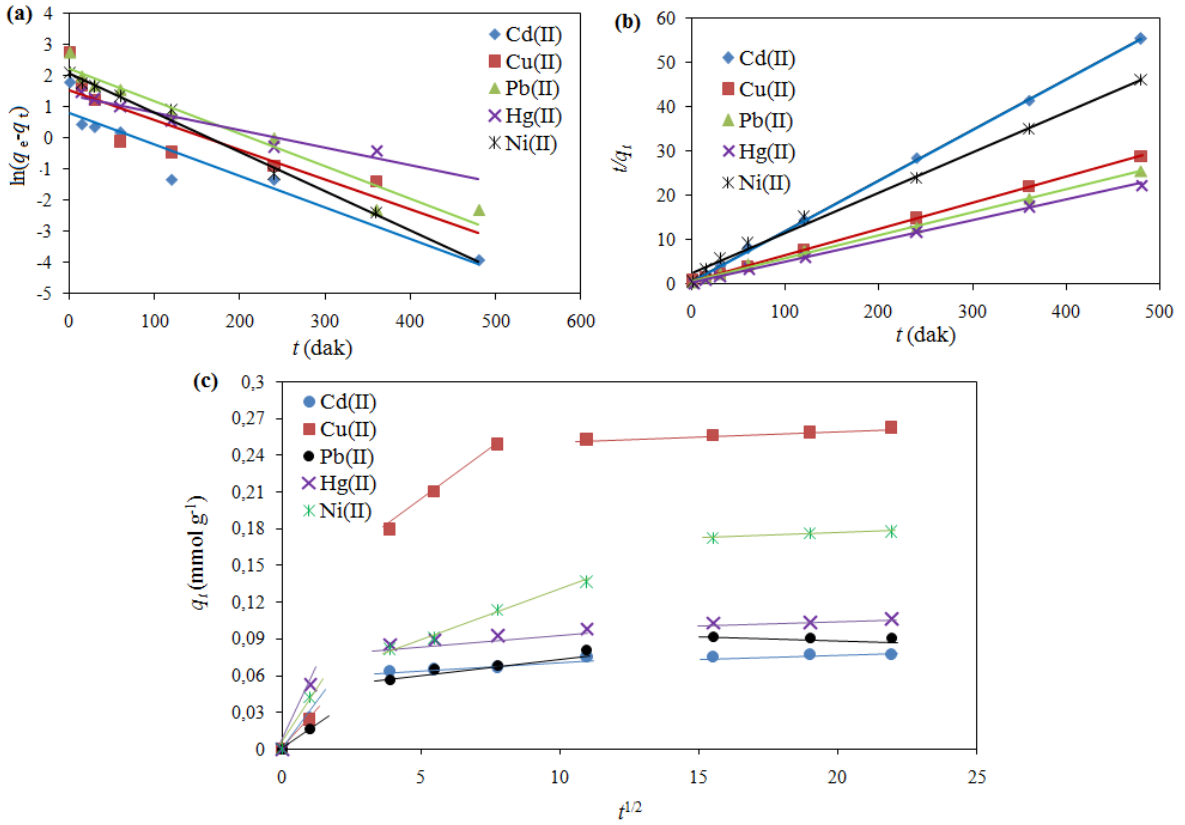 (a)
4
3
2
1
0
-1
-2
-3
-4
-5
ln(q e-q t)
0 100 200 300 400 500 600
t (dak)
Cd(II)
Cu(II)
Pb(II)
Hg(II)
Ni(II)
(b)
60
50
40
30
20
10
0
t/qt
0 100 200 300 400 500
t (dak)
Cd(II)
Cu(II)
Pb(II)
Hg(II)
Ni(II)
(c)
0,3
0,27
0,24
0,21
0,18
0,15
0,12
0,09
0,06
0,03
0
qt (mmol g-1)
0 5 10 15 20 25
t1/2
Cd(II)
Cu(II)
Pb(II)
Hg(II)
Ni(II)